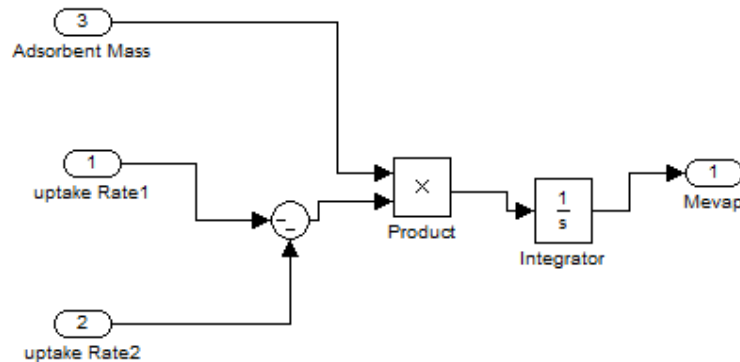 3
Adsorbent Mass
1
uptake Rate1
2
uptake Rate2
−
−
×
Product
1
s
Integrator
1
Mevap